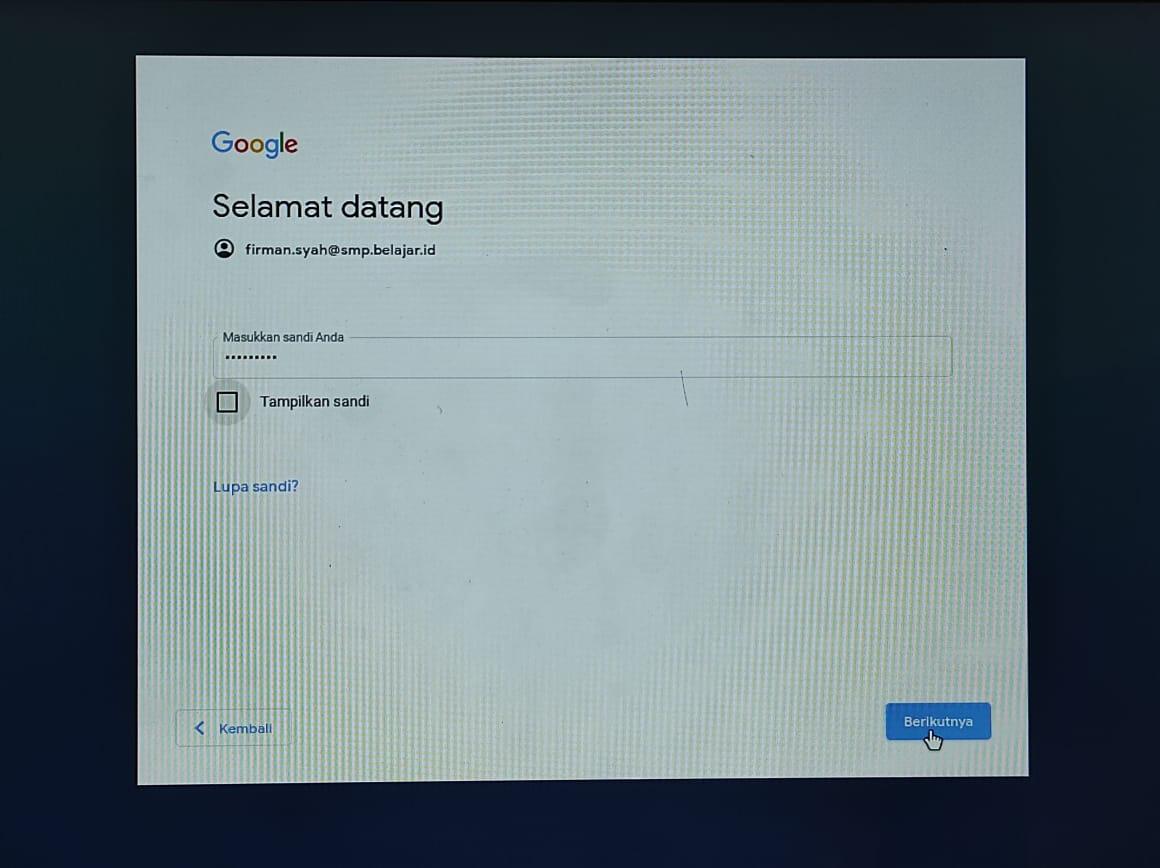 Google
Selamat datang
firman.syah@smp.belajar.id
Masukkan sandi Anda
•••••••••
Tampilkan sandi
Lupa sandi?
Kembali
Berikutnya